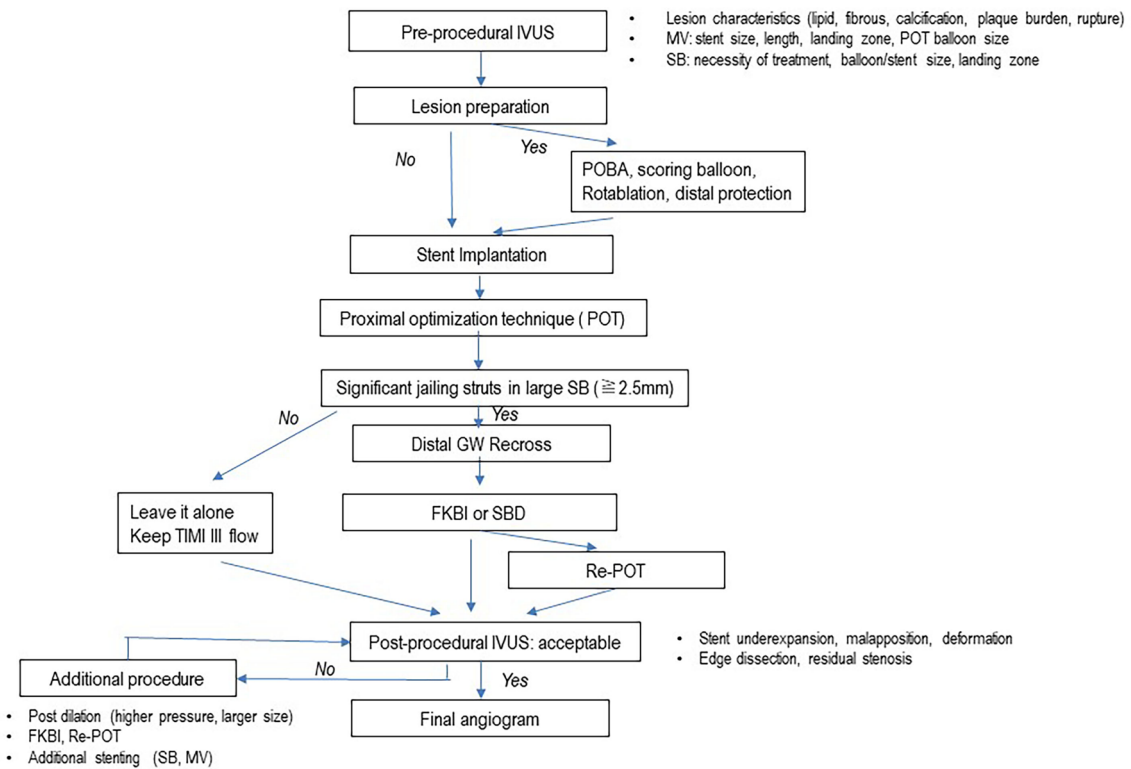 Pre-procedural IVUS
• Lesion characteristics (lipid, fibrous, calcification, plaque burden, rupture)
• MV: stent size, length, landing zone, POT balloon size
• SB: necessity of treatment, balloon/stent size, landing zone
Lesion preparation
No
Yes
POBA, scoring balloon,
Rotablation, distal protection
Stent Implantation
Proximal optimization technique ( POT)
Significant jailing struts in large SB (≧2.5mm)
No
Yes
Distal GW Recross
Leave it alone
Keep TIMI III flow
FKBI or SBD
Re-POT
Post-procedural IVUS: acceptable
• Stent underexpansion, malapposition, deformation
• Edge dissection, residual stenosis
Additional procedure
No
Yes
• Post dilation (higher pressure, larger size)
• FKBI, Re-POT
• Additional stenting (SB, MV)
Final angiogram